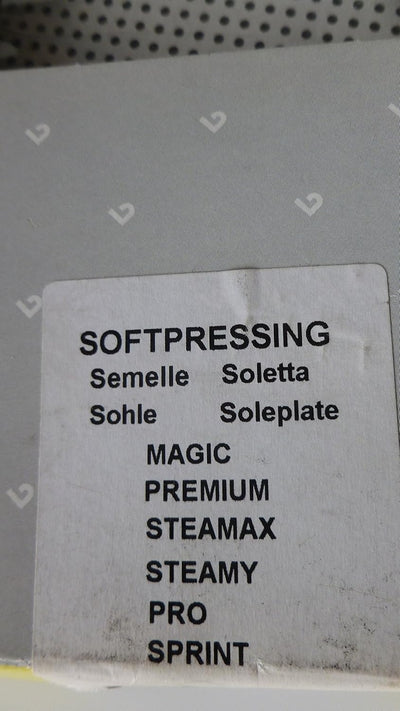 SOFTPRESSING
Semelle Soletta
Sohle Soleplate
MAGIC
PREMIUM
STEAMAX
STEAMY
PRO
SPRINT